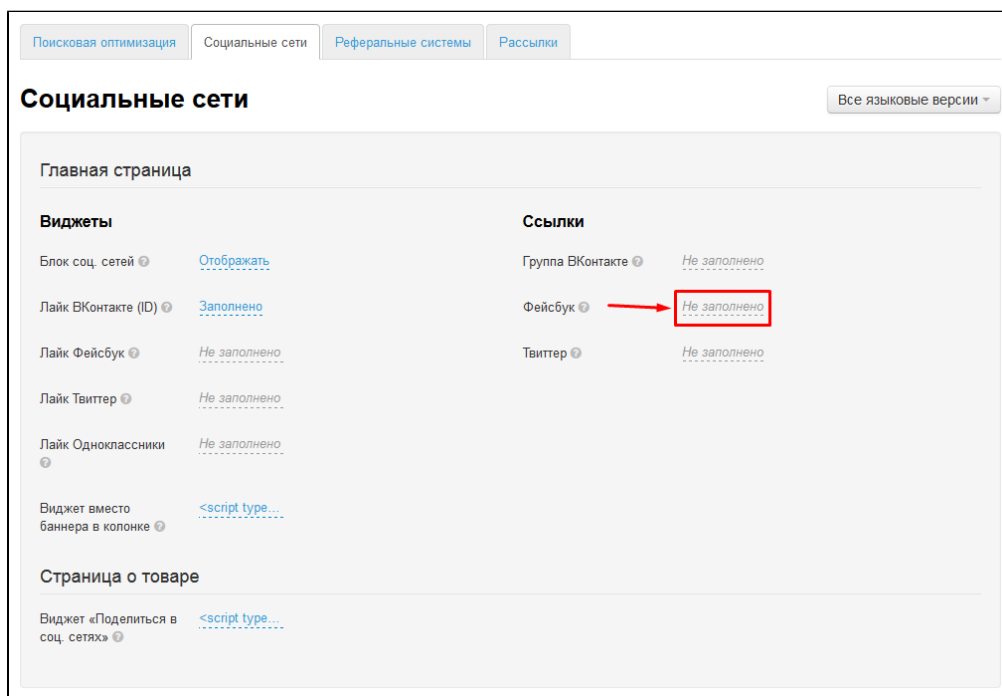 Поисковая оптимизация
Социальные сети
Реферальные системы
Рассылки
Социальные сети
Все языковые версии
Главная страница
Виджеты
Блок соц. сетей
Отображать
Лайк ВКонтакте (ID)
Заполнено
Лайк Фейсбук
Не заполнено
Лайк Твиттер
Не заполнено
Лайк Одноклассники
Не заполнено
Виджет вместо
баннера в колонке
<script type...
Ссылки
Группа ВКонтакте
Не заполнено
Фейсбук
Не заполнено
Твиттер
Не заполнено
Страница о товаре
Виджет «Поделиться в
соц. сетях»
<script type...